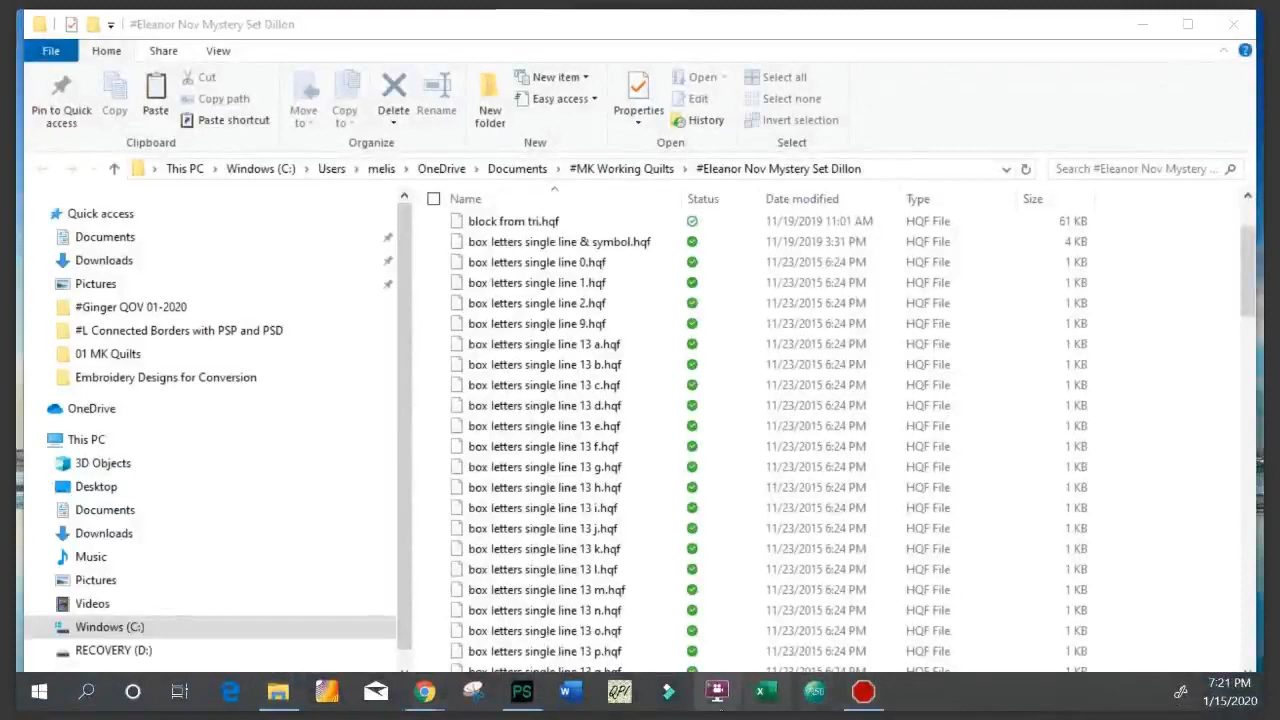 #Eleanor Nov Mystery Set Dillon
File Home Share View
Pin to Quick access
Copy
Paste
Cut
Copy path
Paste shortcut
Clipboard
Move to
Copy to
Delete
Rename
Organize
New folder
New item
Easy access
New
Properties
Open
Edit
History
Open
Select all
Select none
Invert selection
Select
This PC > Windows (C:) > Users > melis > OneDrive > Documents > #MK Working Quilts > #Eleanor Nov Mystery Set Dillon
Search #Eleanor Nov Mystery ...
Quick access
Documents
Downloads
Pictures
#Ginger QOV 01-2020
#L Connected Borders with PSP and PSD
01 MK Quilts
Embroidery Designs for Conversion
OneDrive
This PC
3D Objects
Desktop
Documents
Downloads
Music
Pictures
Videos
Windows (C:)
RECOVERY (D:)
Name Status Date modified Type Size
block from tri.hqf 11/19/2019 11:01 AM HQF File 61 KB
box letters single line & symbol.hqf 11/19/2019 3:31 PM HQF File 4 KB
box letters single line 0.hqf 11/23/2015 6:24 PM HQF File 1 KB
box letters single line 1.hqf 11/23/2015 6:24 PM HQF File 1 KB
box letters single line 2.hqf 11/23/2015 6:24 PM HQF File 1 KB
box letters single line 9.hqf 11/23/2015 6:24 PM HQF File 1 KB
box letters single line 13 a.hqf 11/23/2015 6:24 PM HQF File 1 KB
box letters single line 13 b.hqf 11/23/2015 6:24 PM HQF File 1 KB
box letters single line 13 c.hqf 11/23/2015 6:24 PM HQF File 1 KB
box letters single line 13 d.hqf 11/23/2015 6:24 PM HQF File 1 KB
box letters single line 13 e.hqf 11/23/2015 6:24 PM HQF File 1 KB
box letters single line 13 f.hqf 11/23/2015 6:24 PM HQF File 1 KB
box letters single line 13 g.hqf 11/23/2015 6:24 PM HQF File 1 KB
box letters single line 13 h.hqf 11/23/2015 6:24 PM HQF File 1 KB
box letters single line 13 i.hqf 11/23/2015 6:24 PM HQF File 1 KB
box letters single line 13 j.hqf 11/23/2015 6:24 PM HQF File 1 KB
box letters single line 13 k.hqf 11/23/2015 6:24 PM HQF File 1 KB
box letters single line 13 l.hqf 11/23/2015 6:24 PM HQF File 1 KB
box letters single line 13 m.hqf 11/23/2015 6:24 PM HQF File 1 KB
box letters single line 13 n.hqf 11/23/2015 6:24 PM HQF File 1 KB
box letters single line 13 o.hqf 11/23/2015 6:24 PM HQF File 1 KB
box letters single line 13 p.hqf 11/23/2015 6:24 PM HQF File 1 KB
PS
QPI
7:21 PM
1/15/2020